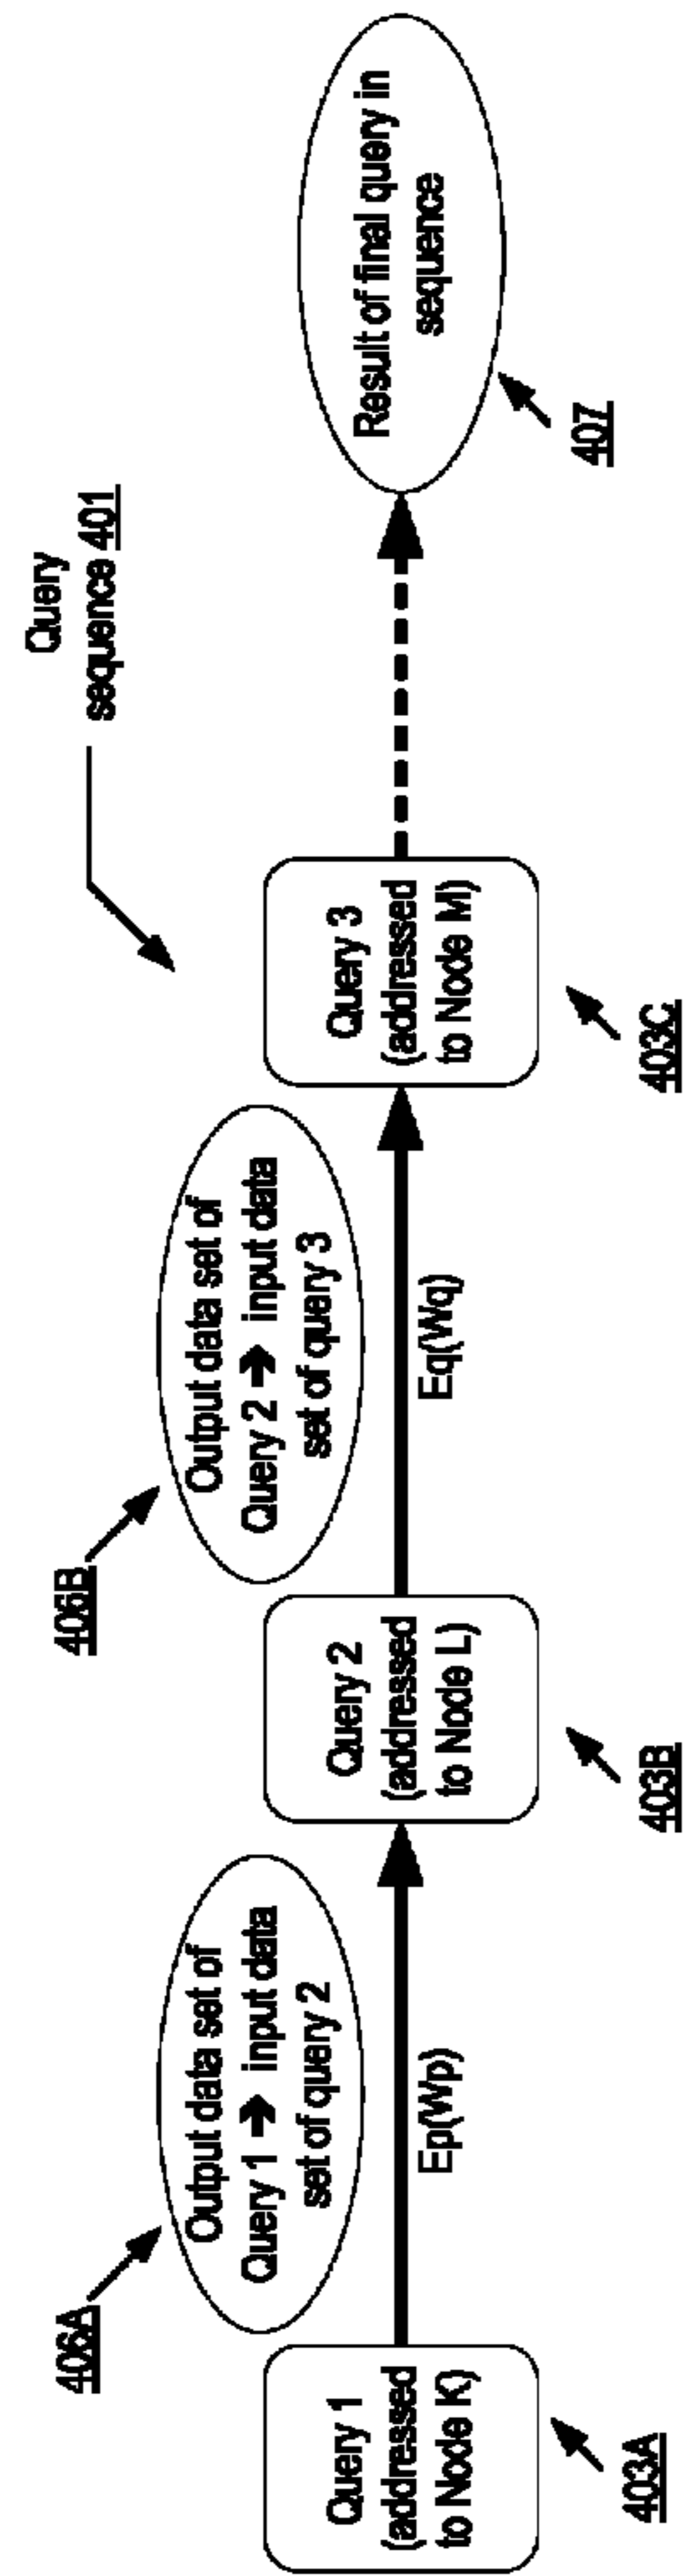 Query
sequence 401
406A
Output data set of
Query 1 ➔ input data
set of query 2
406B
Output data set of
Query 2 ➔ input data
set of query 3
Query 1
(addressed
to Node K)
Ep(Wp)
Query 2
(addressed
to Node L)
Eq(Wq)
Query 3
(addressed
to Node M)
Result of final query in
sequence
403A
403B
403C
407